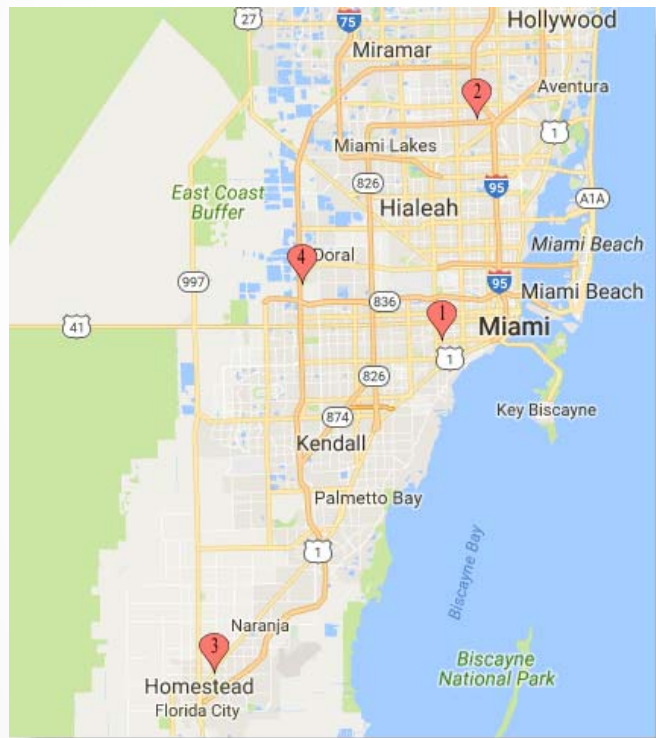 27
75
Hollywood
Miramar
2
Aventura
1
Miami Lakes
826
95
East Coast
Buffer
Hialeah
A1A
4
Doral
Miami Beach
997
95
Miami Beach
836
1
41
Miami
1
826
Key Biscayne
874
Kendall
Palmetto Bay
1
Biscayne Bay
Naranja
3
Biscayne
National Park
Homestead
Florida City